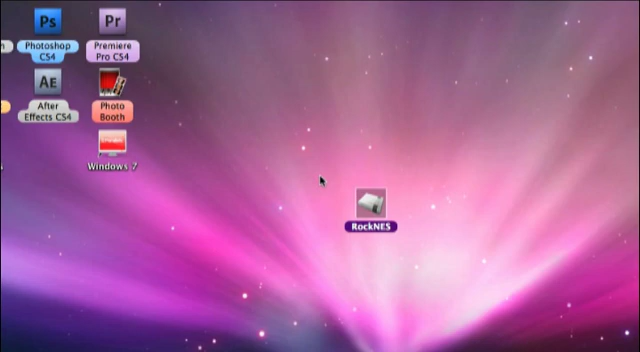 Ps
Pr
Photoshop
CS4
Premiere
Pro CS4
AE
After
Effects CS4
Photo
Booth
Windows 7
RockNES